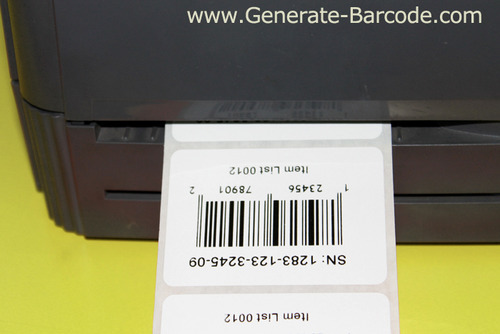 www.Generate-Barcode.com
SN: 1283-123-3245-09
1 23456 78901 2
Item List 0012
Item List 0012